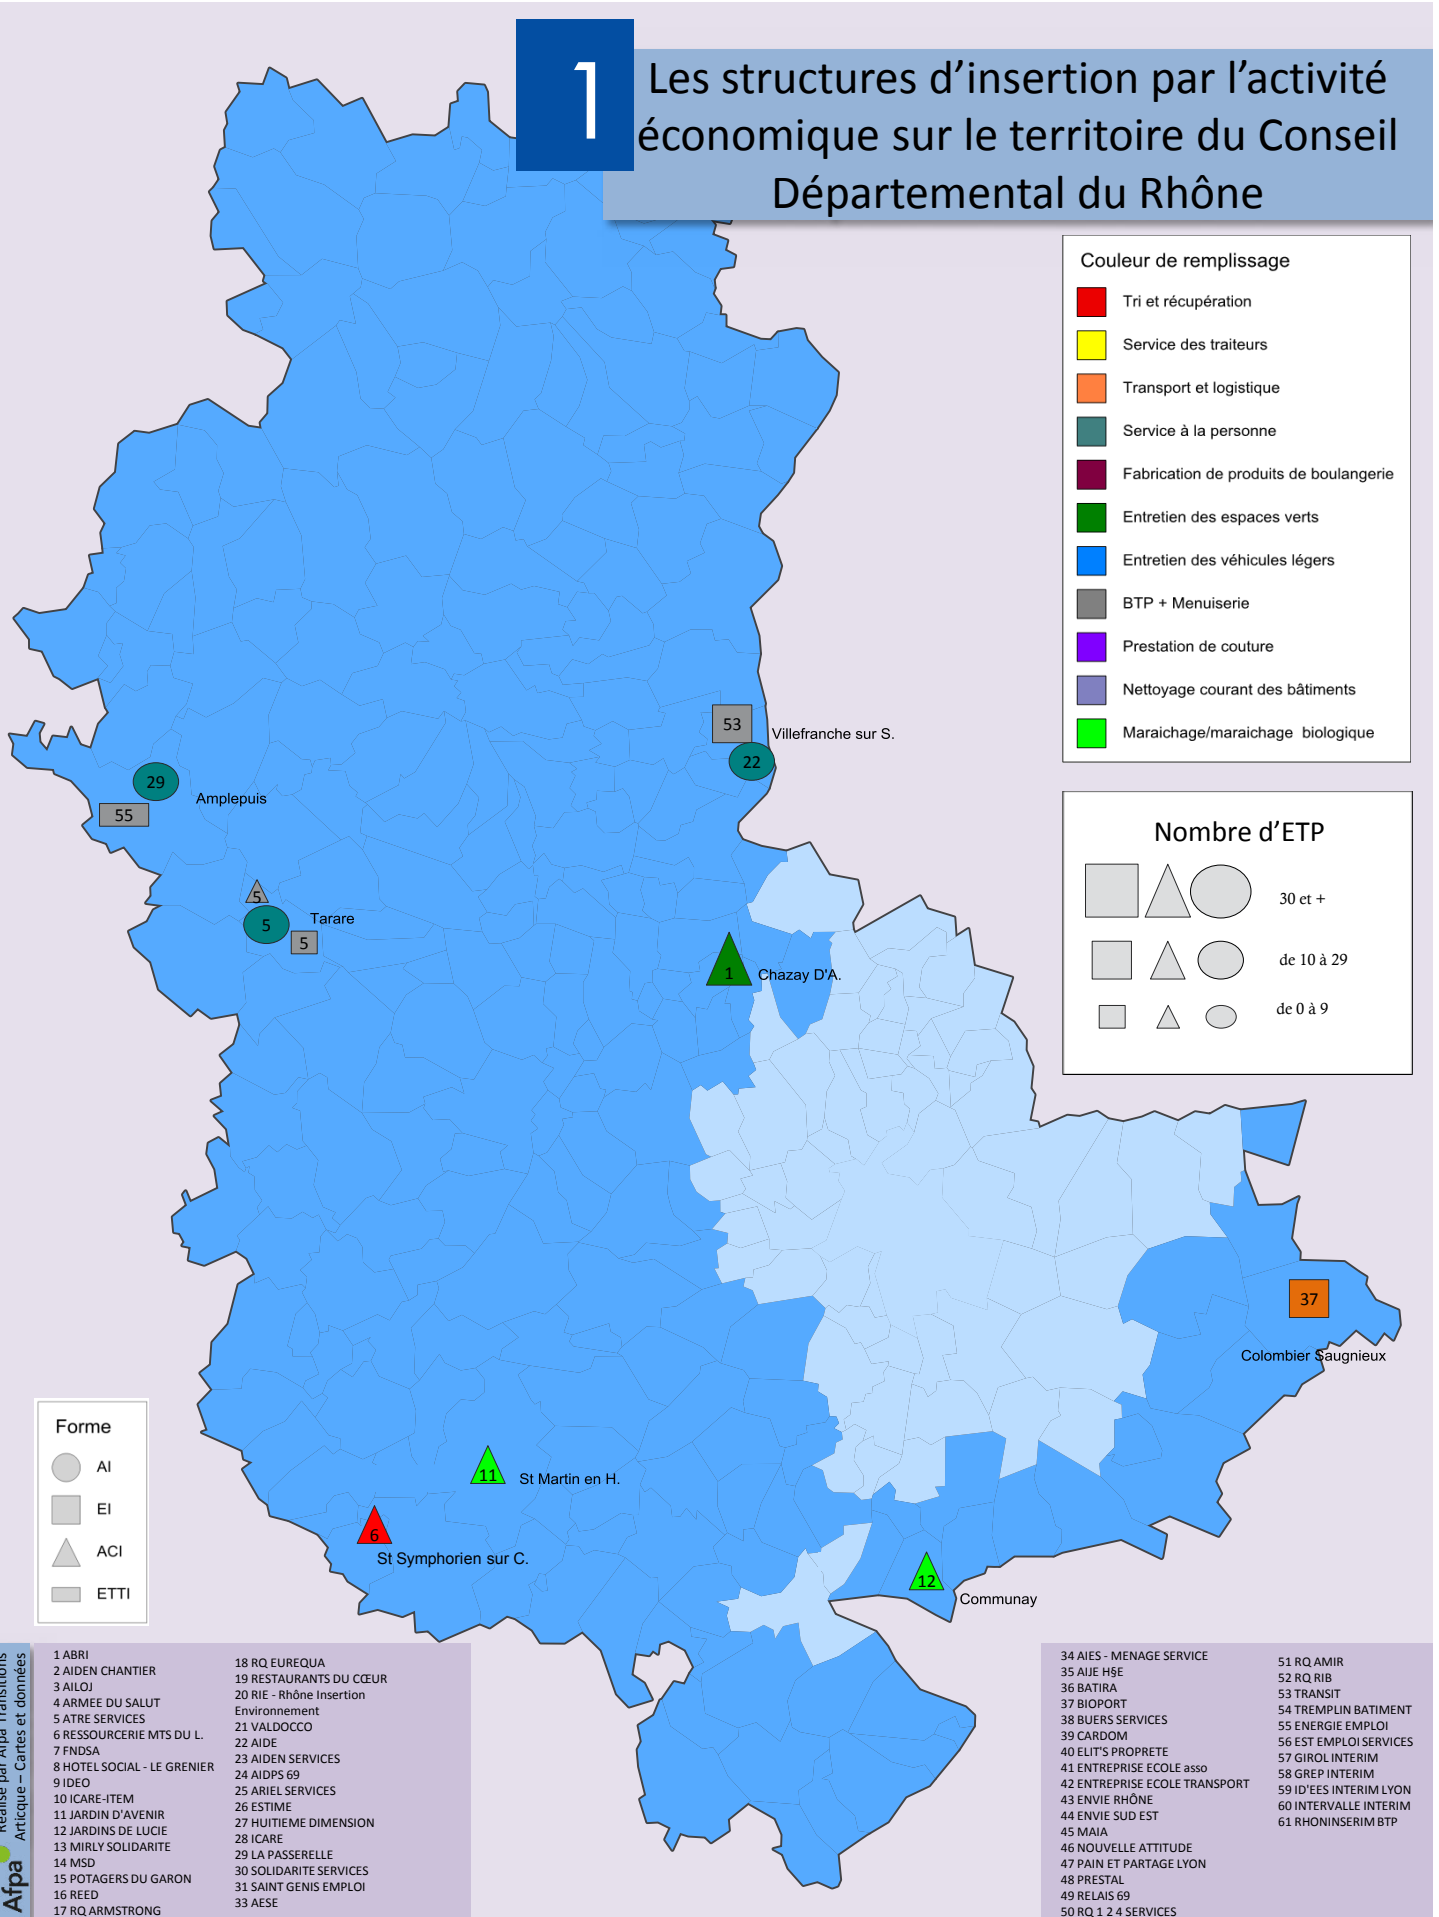 1
Les structures d’insertion par l’activité
économique sur le territoire du Conseil
Départemental du Rhône
Couleur de remplissage
Tri et récupération
Service des traiteurs
Transport et logistique
Service à la personne
Fabrication de produits de boulangerie
Entretien des espaces verts
Entretien des véhicules légers
BTP + Menuiserie
Prestation de couture
Nettoyage courant des bâtiments
Maraichage/maraichage biologique
53
Villefranche sur S.
22
29
Amplepuis
55
Nombre d’ETP
30 et +
de 10 à 29
de 0 à 9
5
5
Tarare
5
1
Chazay D'A.
37
Colombier Saugnieux
Forme
AI
EI
ACI
ETTI
11
St Martin en H.
6
St Symphorien sur C.
12
Communay
Réalisé par Afpa Transitions
Articque – Cartes et données
Afpa
1 ABRI
2 AIDEN CHANTIER
3 AILOJ
4 ARMEE DU SALUT
5 ATRE SERVICES
6 RESSOURCERIE MTS DU L.
7 FNDSA
8 HOTEL SOCIAL - LE GRENIER
9 IDEO
10 ICARE-ITEM
11 JARDIN D'AVENIR
12 JARDINS DE LUCIE
13 MIRLY SOLIDARITE
14 MSD
15 POTAGERS DU GARON
16 REED
17 RQ ARMSTRONG
18 RQ EUREQUA
19 RESTAURANTS DU CŒUR
20 RIE - Rhône Insertion
Environnement
21 VALDOCCO
22 AIDE
23 AIDEN SERVICES
24 AIDPS 69
25 ARIEL SERVICES
26 ESTIME
27 HUITIEME DIMENSION
28 ICARE
29 LA PASSERELLE
30 SOLIDARITE SERVICES
31 SAINT GENIS EMPLOI
33 AESE
34 AIES - MENAGE SERVICE
35 AIJE H§E
36 BATIRA
37 BIOPORT
38 BUERS SERVICES
39 CARDOM
40 ELIT'S PROPRETE
41 ENTREPRISE ECOLE asso
42 ENTREPRISE ECOLE TRANSPORT
43 ENVIE RHÔNE
44 ENVIE SUD EST
45 MAIA
46 NOUVELLE ATTITUDE
47 PAIN ET PARTAGE LYON
48 PRESTAL
49 RELAIS 69
50 RQ 1 2 4 SERVICES
51 RQ AMIR
52 RQ RIB
53 TRANSIT
54 TREMPLIN BATIMENT
55 ENERGIE EMPLOI
56 EST EMPLOI SERVICES
57 GIROL INTERIM
58 GREP INTERIM
59 ID'EES INTERIM LYON
60 INTERVALLE INTERIM
61 RHONINSERIM BTP